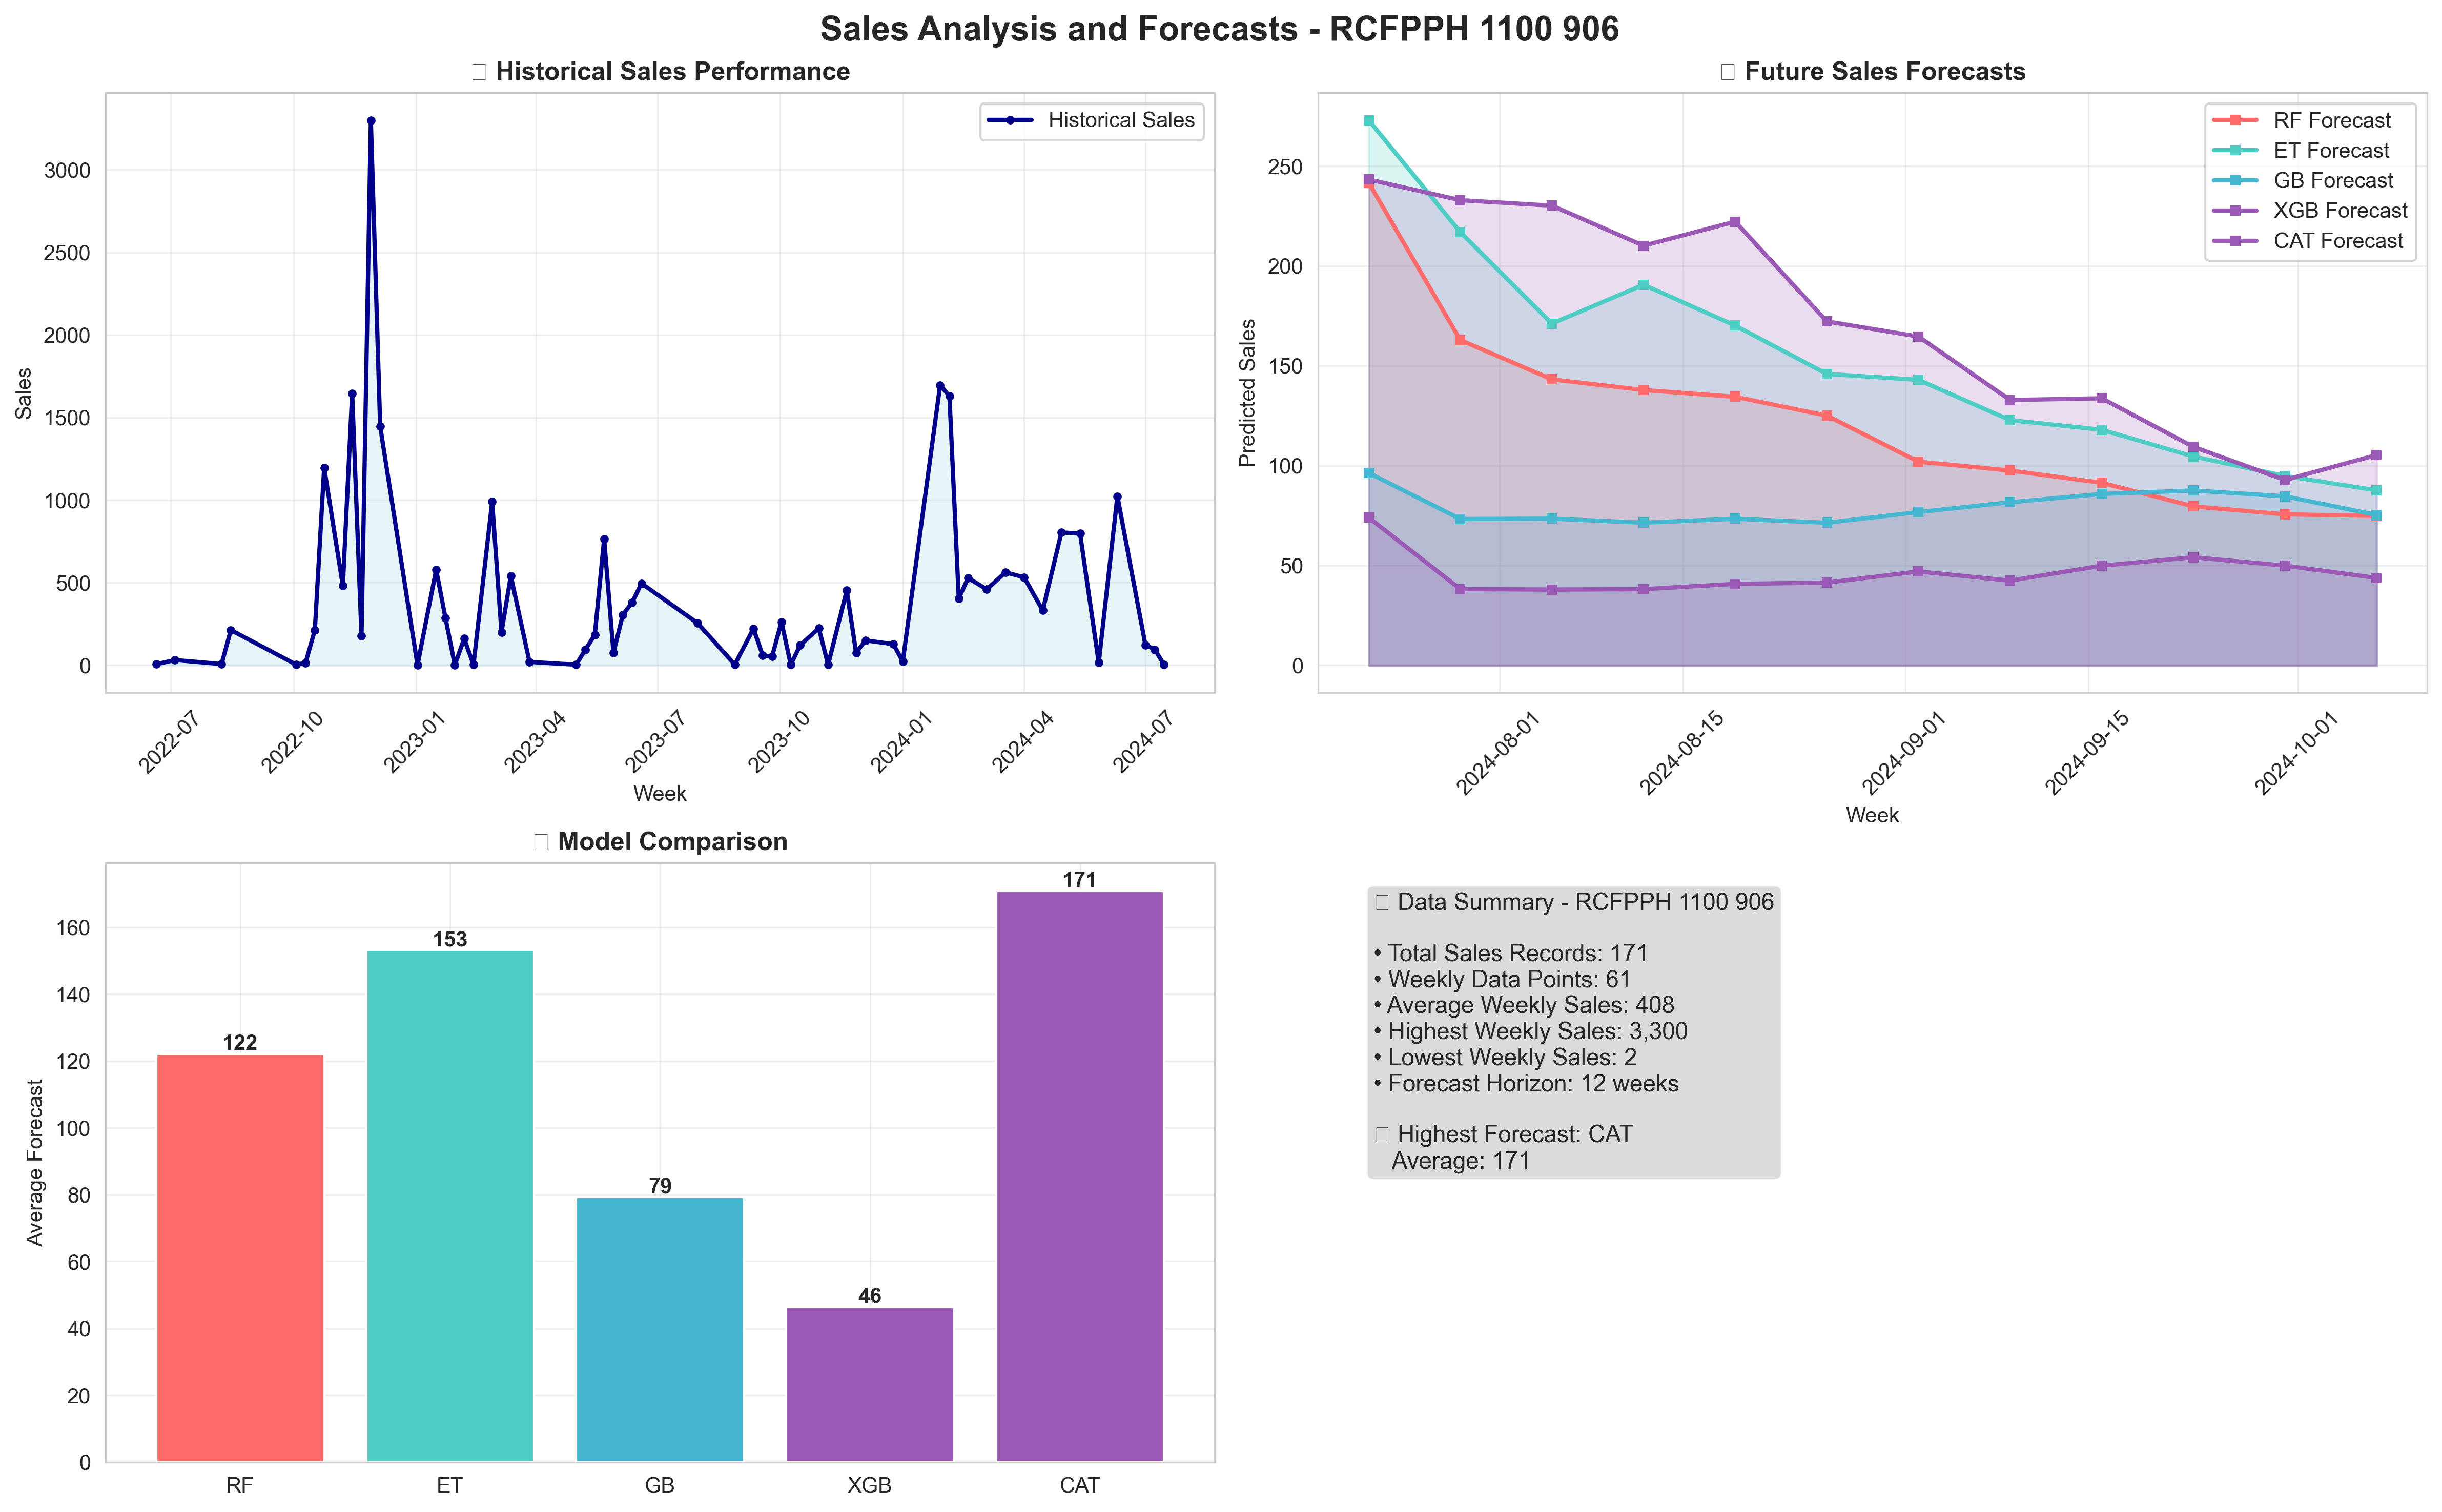 Sales Analysis and Forecasts - RCFPPH 1100 906
Historical Sales Performance
Historical Sales
Sales
3000
2500
2000
1500
1000
500
0
2022-07
2022-10
2023-01
2023-04
2023-07
2023-10
2024-01
2024-04
2024-07
Week
Future Sales Forecasts
RF Forecast
ET Forecast
GB Forecast
XGB Forecast
CAT Forecast
Predicted Sales
250
200
150
100
50
0
2024-08-01
2024-08-15
2024-09-01
2024-09-15
2024-10-01
Week
Model Comparison
Average Forecast
160
140
120
100
80
60
40
20
0
122
153
79
46
171
RF
ET
GB
XGB
CAT
Data Summary - RCFPPH 1100 906
• Total Sales Records: 171
• Weekly Data Points: 61
• Average Weekly Sales: 408
• Highest Weekly Sales: 3,300
• Lowest Weekly Sales: 2
• Forecast Horizon: 12 weeks
Highest Forecast: CAT
Average: 171